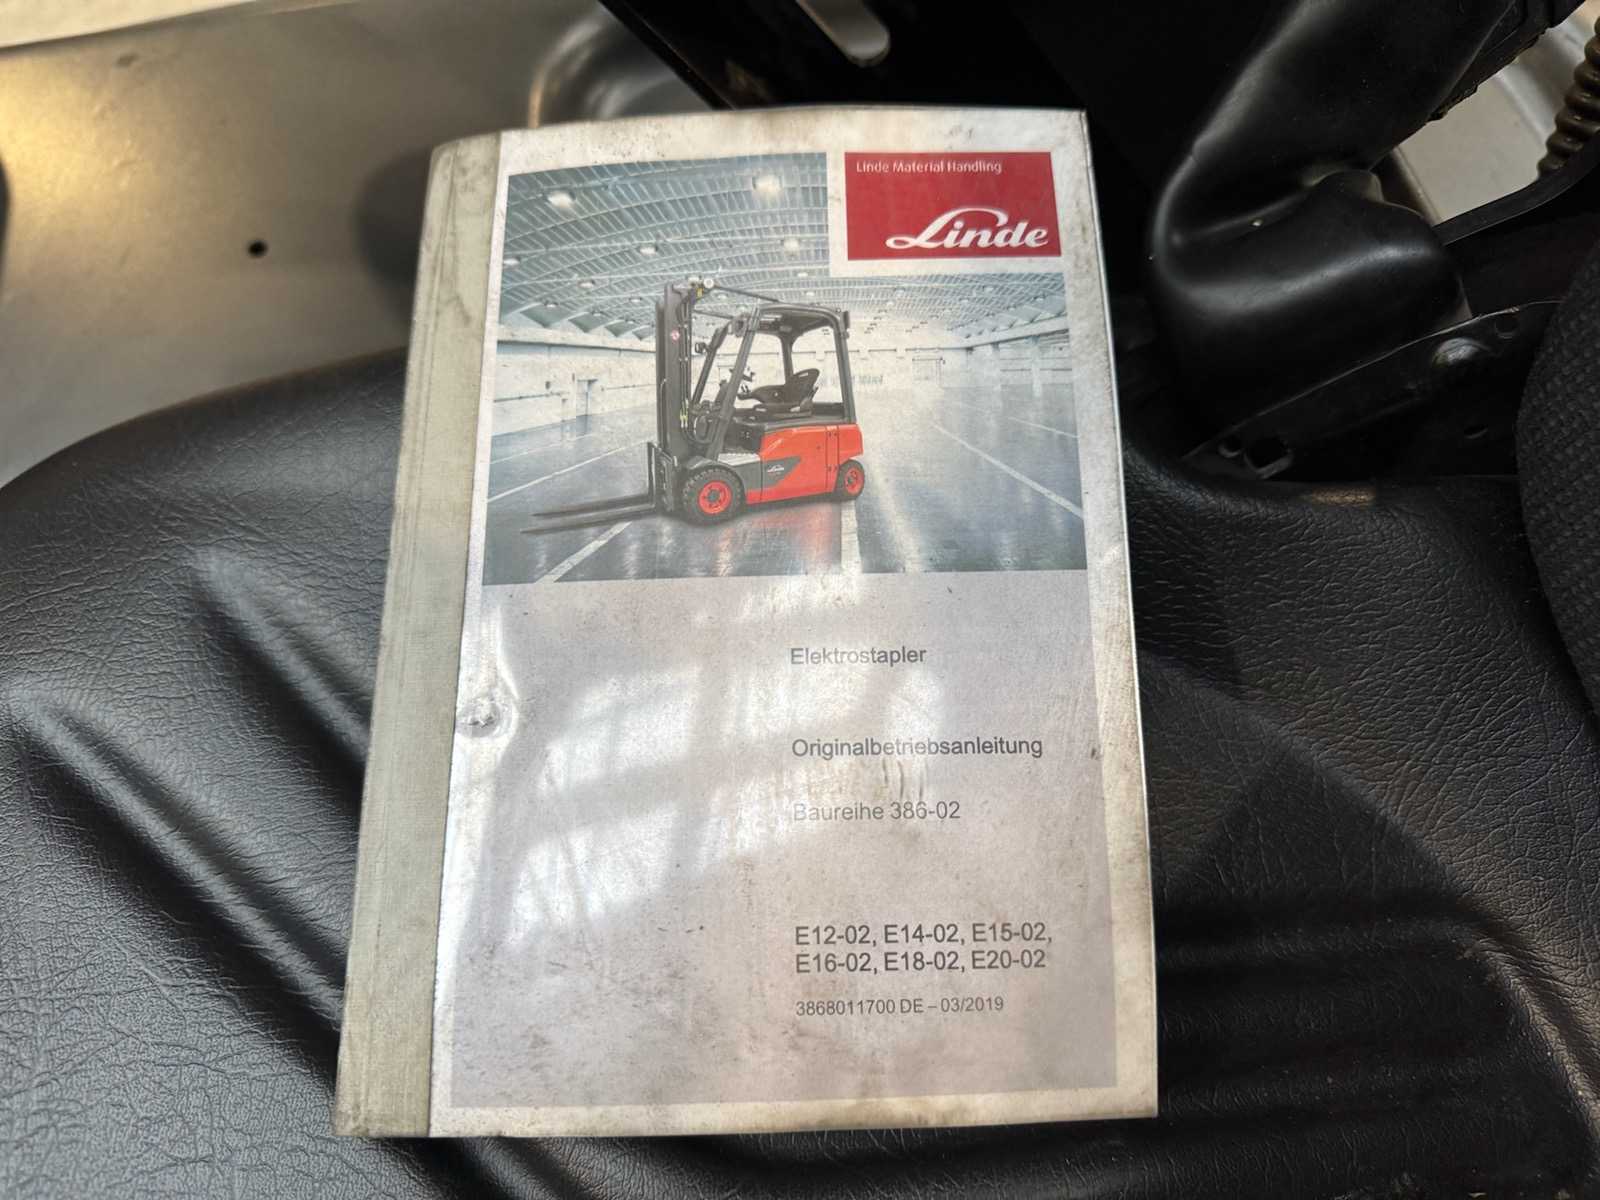 Linde Material Handling
Linde
Elektrostapler
Originalbetriebsanleitung
Baureihe 386-02
E12-02, E14-02, E15-02,
E16-02, E18-02, E20-02
3868011700 DE – 03/2019